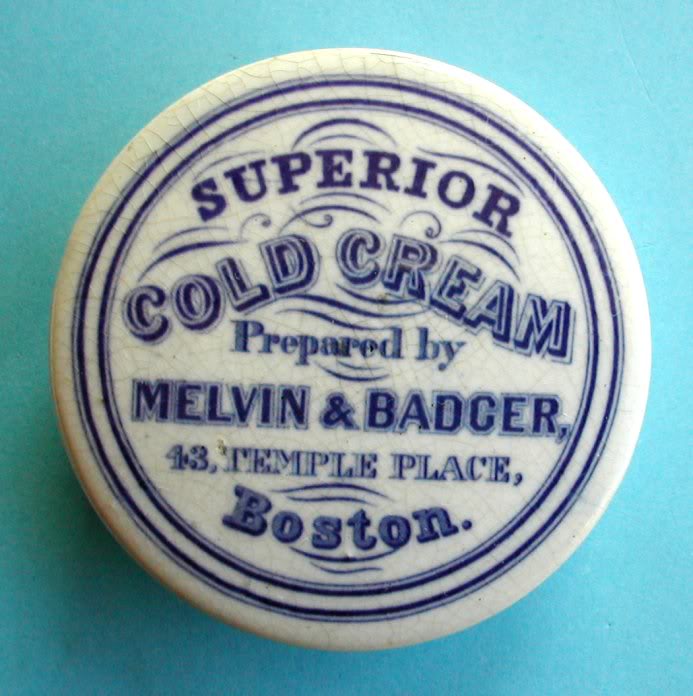 SUPERIOR
COLD CREAM
Prepared by
MELVIN & BADGER,
43, TEMPLE PLACE,
Boston.